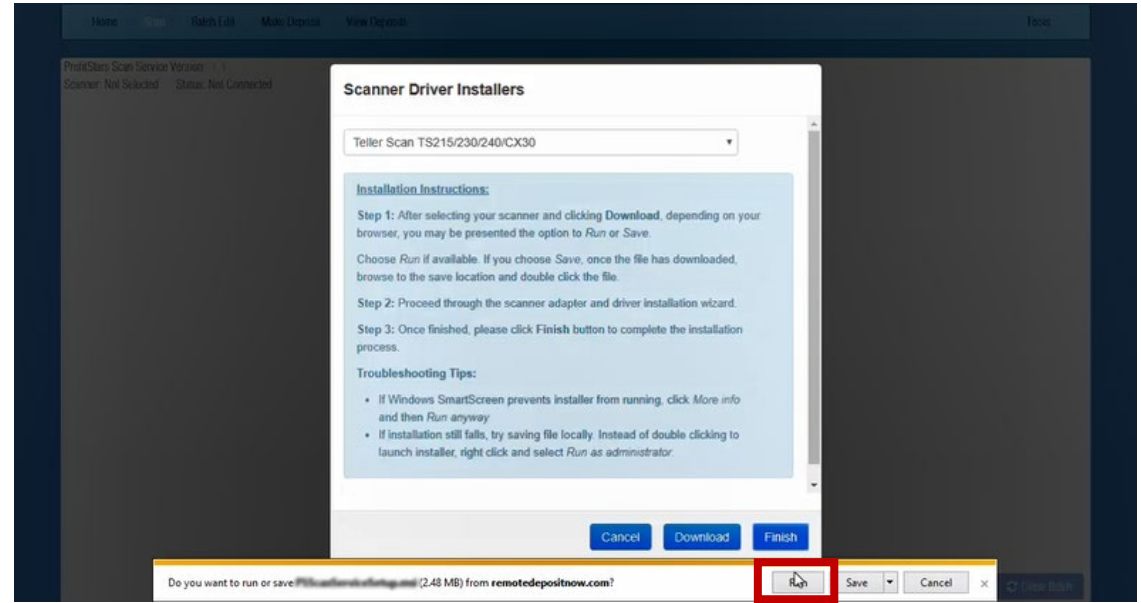 Home Scan Batch Edit Make Deposit View Deposits Tools
ProfitStars Scan Service Version
Scanner: Not Selected Status: Not Connected
Scanner Driver Installers
Teller Scan TS215/230/240/CX30
Installation Instructions:
Step 1: After selecting your scanner and clicking Download, depending on your
browser, you may be presented the option to Run or Save.
Choose Run if available. If you choose Save, once the file has downloaded,
browse to the save location and double click the file.
Step 2: Proceed through the scanner adapter and driver installation wizard.
Step 3: Once finished, please click Finish button to complete the installation
process.
Troubleshooting Tips:
• If Windows SmartScreen prevents installer from running, click More info
and then Run anyway
• If installation still fails, try saving file locally. Instead of double clicking to
launch installer, right click and select Run as administrator.
Cancel Download Finish
Do you want to run or save (2.48 MB) from remotedepositnow.com? Run Save Cancel
Close Batch